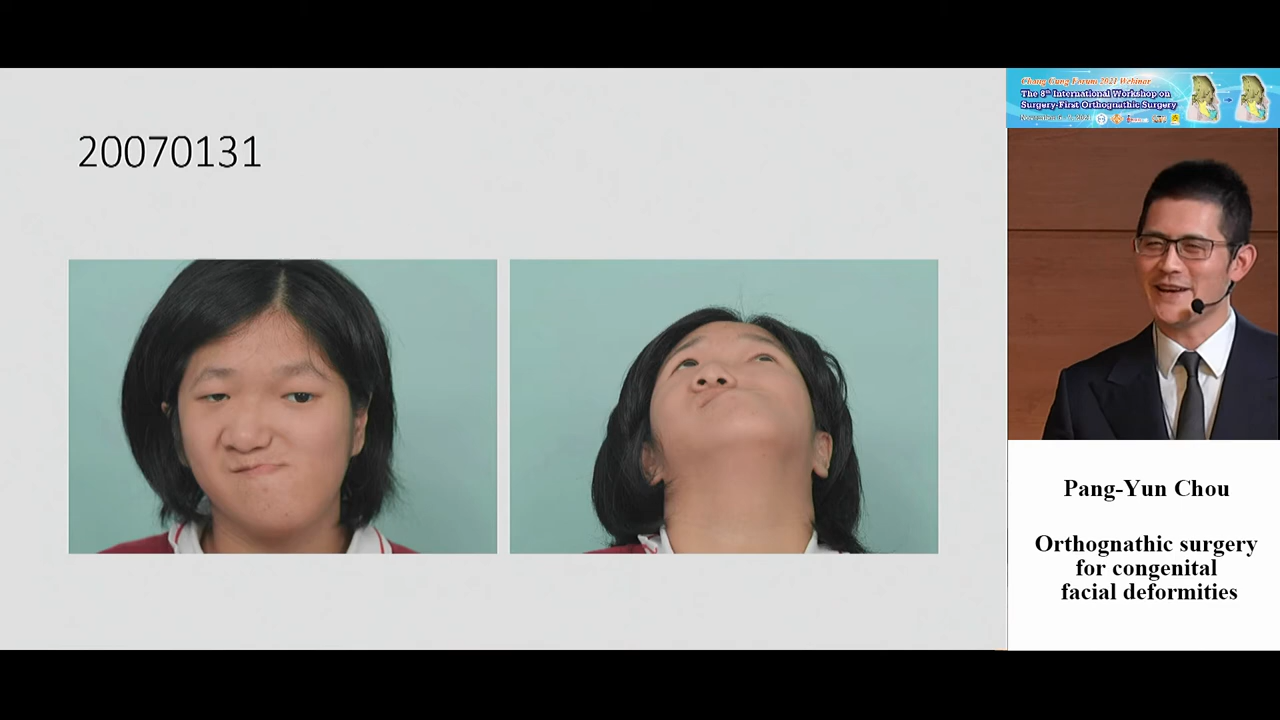 20070131
Chang Gung Forum 2021 Webinar
The 8th International Workshop on
Surgery-First Orthognathic Surgery
Pang-Yun Chou
Orthognathic surgery
for congenital
facial deformities